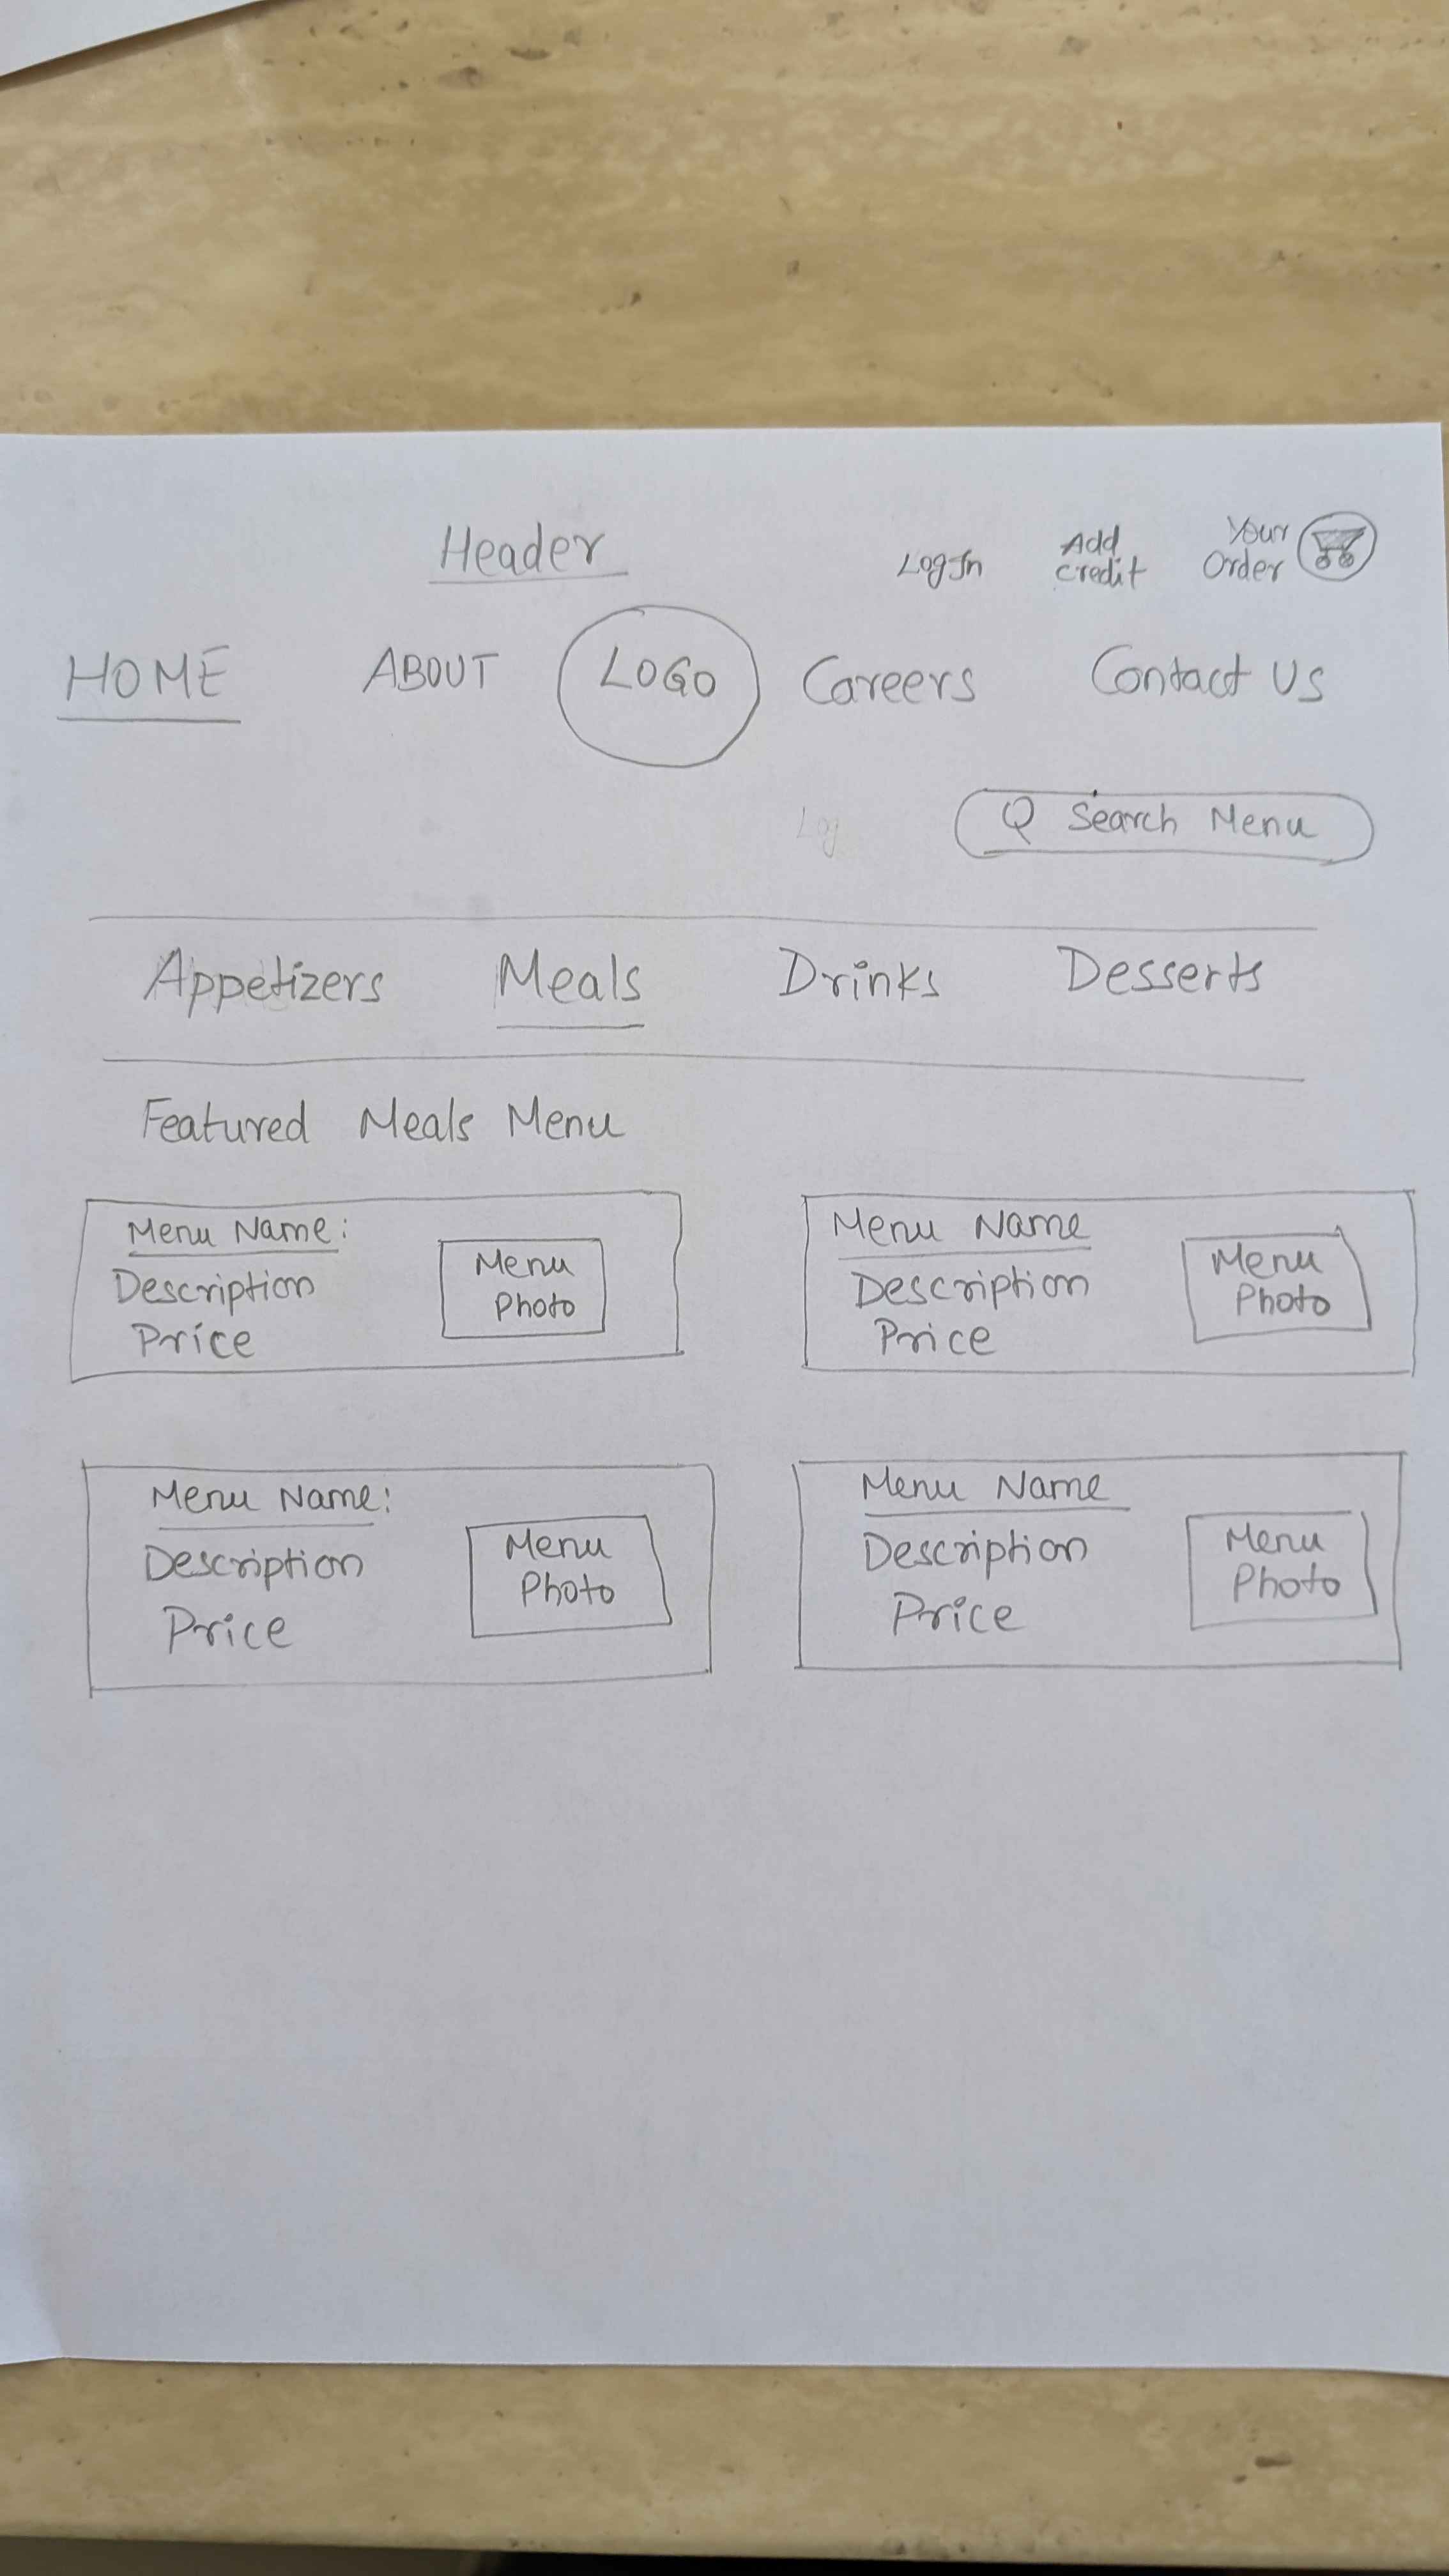 Header
Log In
Add
credit
Your
Order
HOME ABOUT LOGO Careers Contact Us
Search Menu
Log
Appetizers Meals Drinks Desserts
Featured Meals Menu
Menu Name:
Description
Price
Menu
Photo
Menu Name
Description
Price
Menu
Photo
Menu Name:
Description
Price
Menu
Photo
Menu Name
Description
Price
Menu
Photo